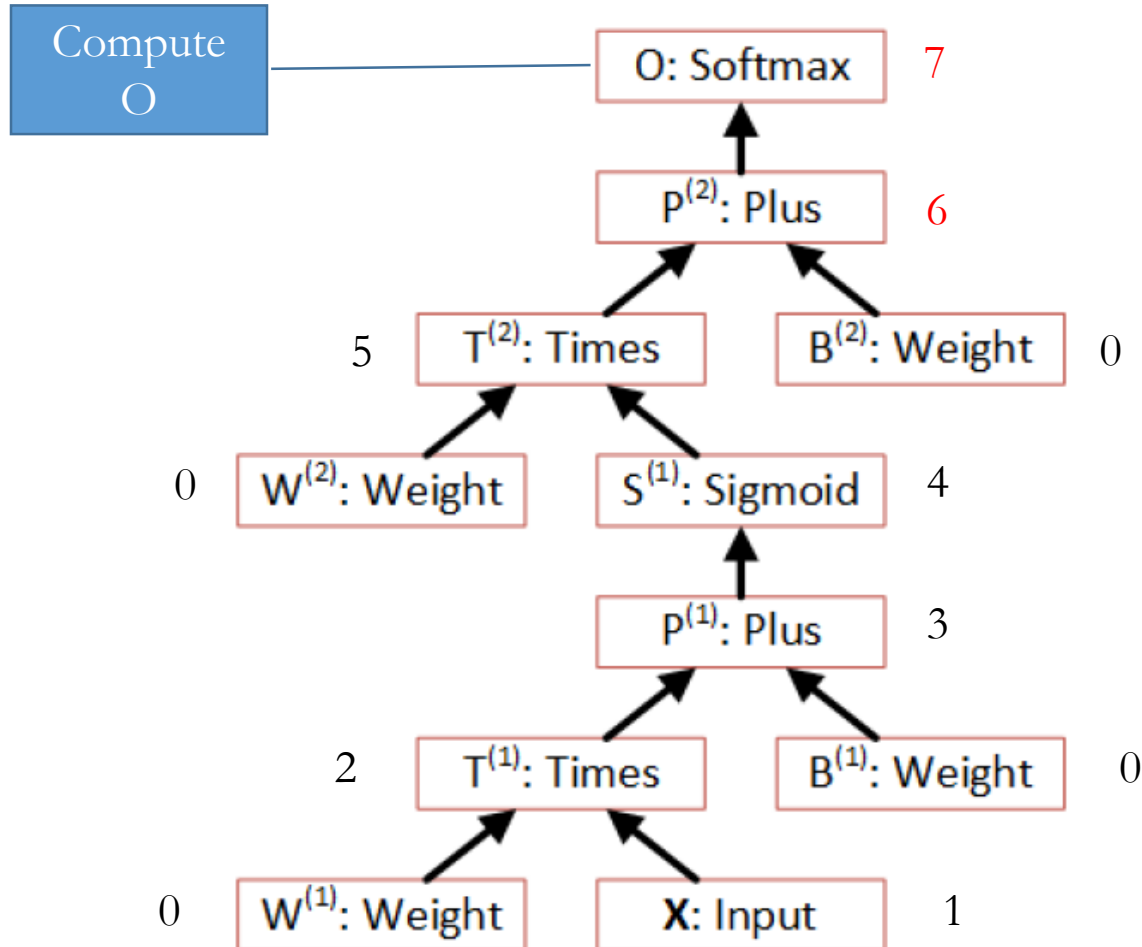 Compute
O
O: Softmax 7
P⁽²⁾: Plus 6
5 T⁽²⁾: Times B⁽²⁾: Weight 0
0 W⁽²⁾: Weight S⁽¹⁾: Sigmoid 4
P⁽¹⁾: Plus 3
2 T⁽¹⁾: Times B⁽¹⁾: Weight 0
0 W⁽¹⁾: Weight X: Input 1